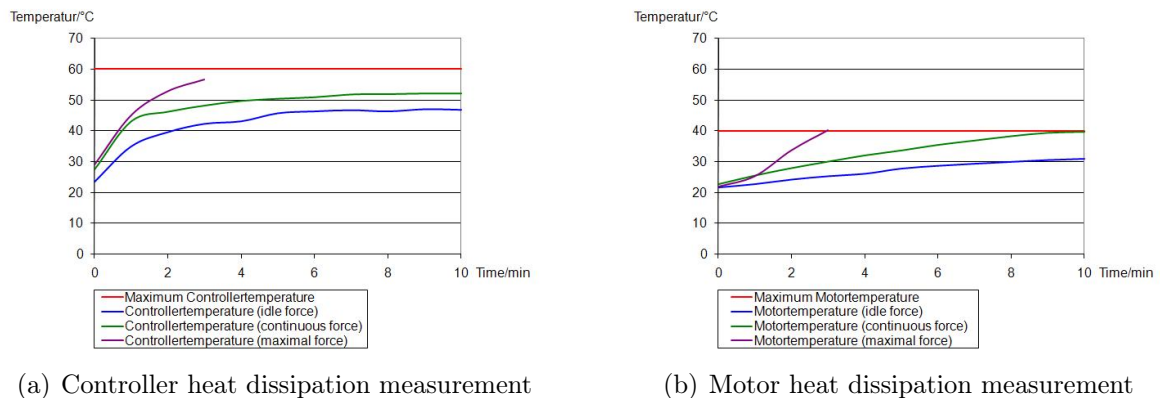 Temperatur/°C
70
60
50
40
30
20
10
0
0 2 4 6 8 10 Time/min
Maximum Controllertemperature
Controllertemperature (idle force)
Controllertemperature (continuous force)
Controllertemperature (maximal force)
(a) Controller heat dissipation measurement
Temperatur/°C
70
60
50
40
30
20
10
0
0 2 4 6 8 10 Time/min
Maximum Motortemperature
Motortemperature (idle force)
Motortemperature (continuous force)
Motortemperature (maximal force)
(b) Motor heat dissipation measurement